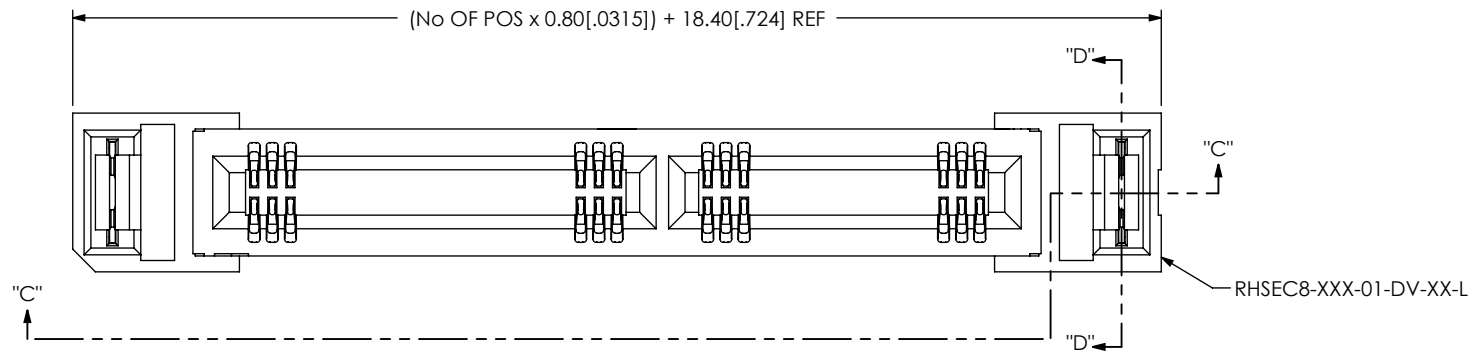 (No OF POS x 0.80[.0315]) + 18.40[.724] REF
"D"
"C"
RHSEC8-XXX-01-DV-XX-L
"C"
"D"